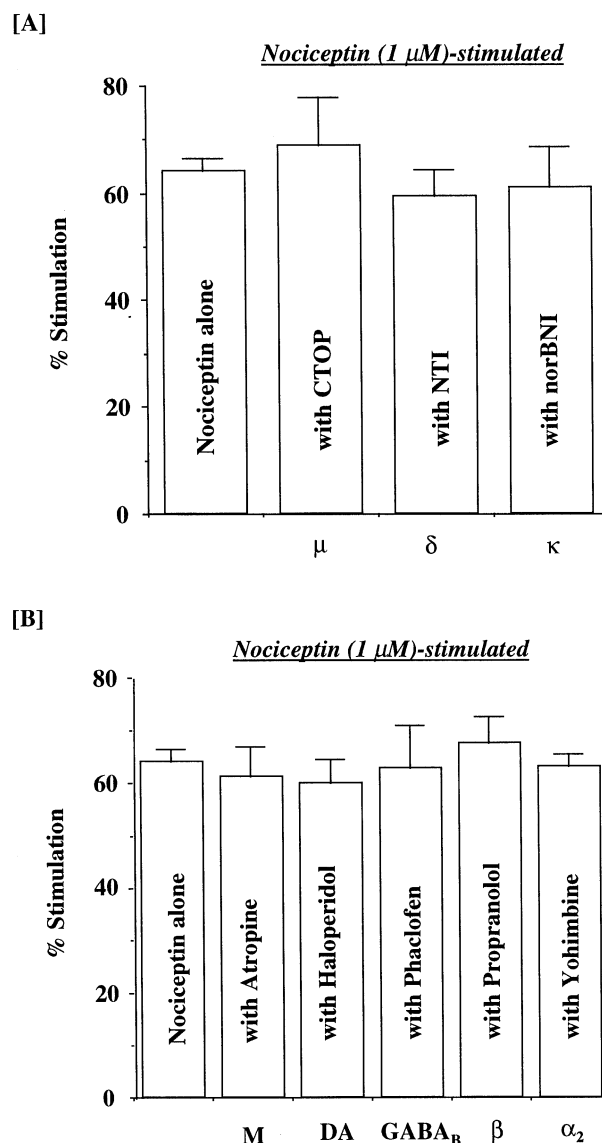 [A]
Nociceptin (1 μM)-stimulated
% Stimulation
80
60
40
20
0
Nociceptin alone
with CTOP
with NTI
with norBNI
μ δ κ
[B]
Nociceptin (1 μM)-stimulated
% Stimulation
80
60
40
20
0
Nociceptin alone
with Atropine
with Haloperidol
with Phaclofen
with Propranolol
with Yohimbine
M DA GABA_B β α₂